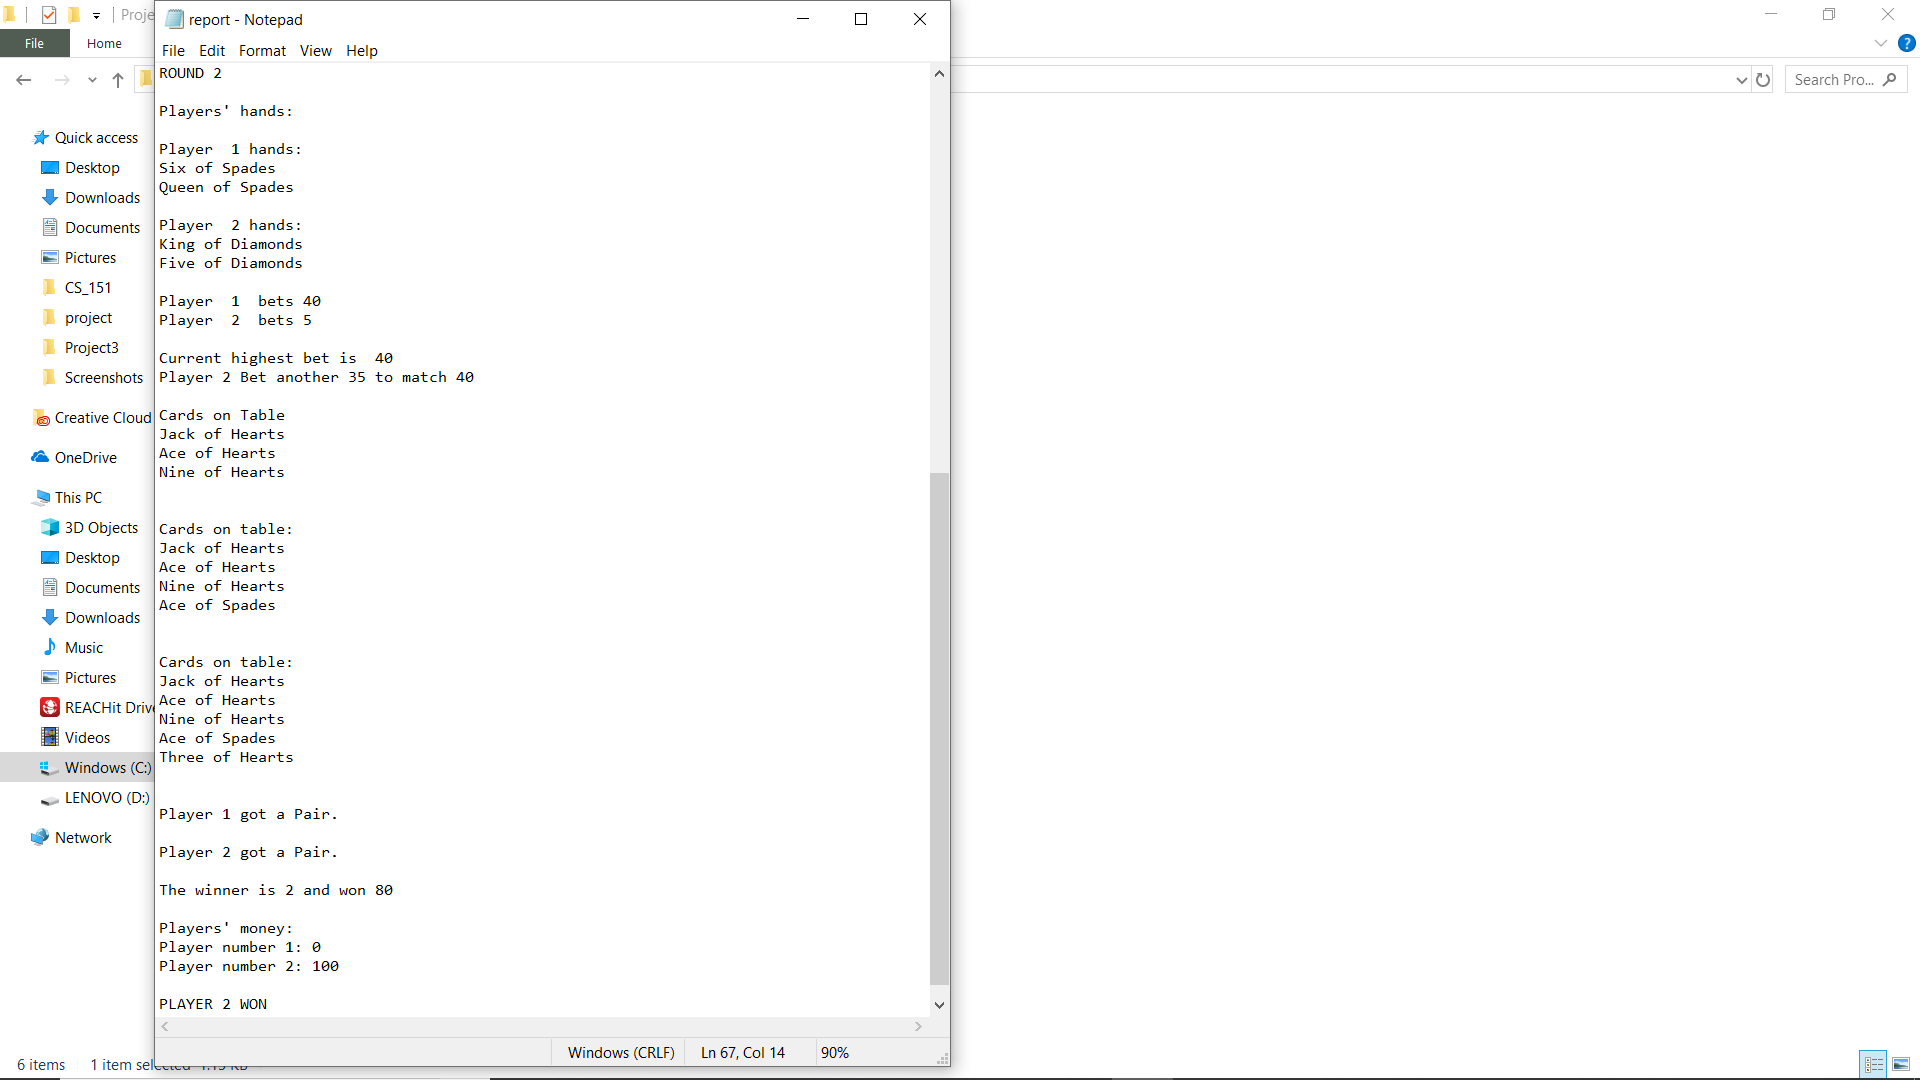 Proje
report - Notepad
File
Home
File Edit Format View Help
Search Pro...
Quick access
Desktop
Downloads
Documents
Pictures
CS_151
project
Project3
Screenshots
Creative Cloud
OneDrive
This PC
3D Objects
Desktop
Documents
Downloads
Music
Pictures
REACHit Drive
Videos
Windows (C:)
LENOVO (D:)
Network
ROUND 2
Players' hands:
Player  1 hands:
Six of Spades
Queen of Spades
Player  2 hands:
King of Diamonds
Five of Diamonds
Player  1  bets 40
Player  2  bets 5
Current highest bet is  40
Player 2 Bet another 35 to match 40
Cards on Table
Jack of Hearts
Ace of Hearts
Nine of Hearts
Cards on table:
Jack of Hearts
Ace of Hearts
Nine of Hearts
Ace of Spades
Cards on table:
Jack of Hearts
Ace of Hearts
Nine of Hearts
Ace of Spades
Three of Hearts
Player 1 got a Pair.
Player 2 got a Pair.
The winner is 2 and won 80
Players' money:
Player number 1: 0
Player number 2: 100
PLAYER 2 WON
Windows (CRLF) Ln 67, Col 14 90%
6 items 1 item selected